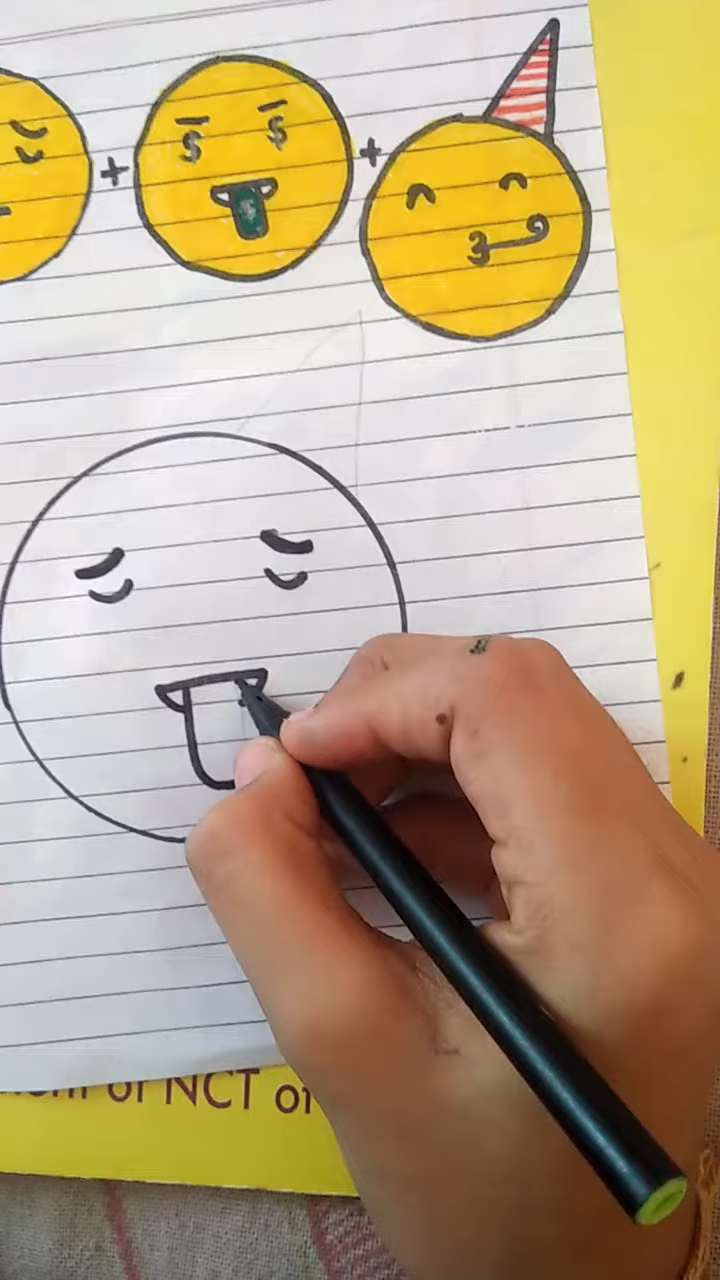 + $ $ $ +
of NCT of